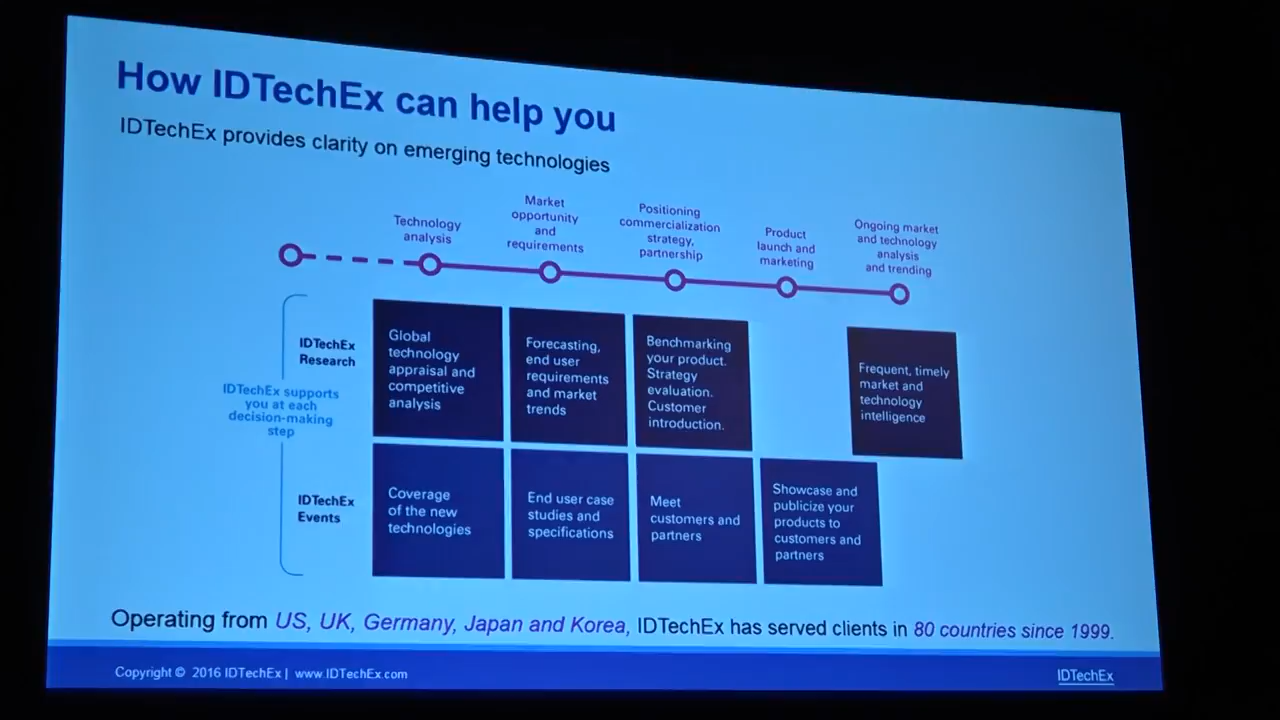 How IDTechEx can help you
IDTechEx provides clarity on emerging technologies
Technology
analysis
Market
opportunity
and
requirements
Positioning
commercialization
strategy,
partnership
Product
launch and
marketing
Ongoing market
and technology
analysis
and trending
IDTechEx supports
you at each
decision-making
step
IDTechEx
Research
Global
technology
appraisal and
competitive
analysis
Forecasting,
end user
requirements
and market
trends
Benchmarking
your product.
Strategy
evaluation.
Customer
introduction.
Frequent, timely
market and
technology
intelligence
IDTechEx
Events
Coverage
of the new
technologies
End user case
studies and
specifications
Meet
customers and
partners
Showcase and
publicize your
products to
customers and
partners
Operating from US, UK, Germany, Japan and Korea, IDTechEx has served clients in 80 countries since 1999.
Copyright © 2016 IDTechEx | www.IDTechEx.com
IDTechEx